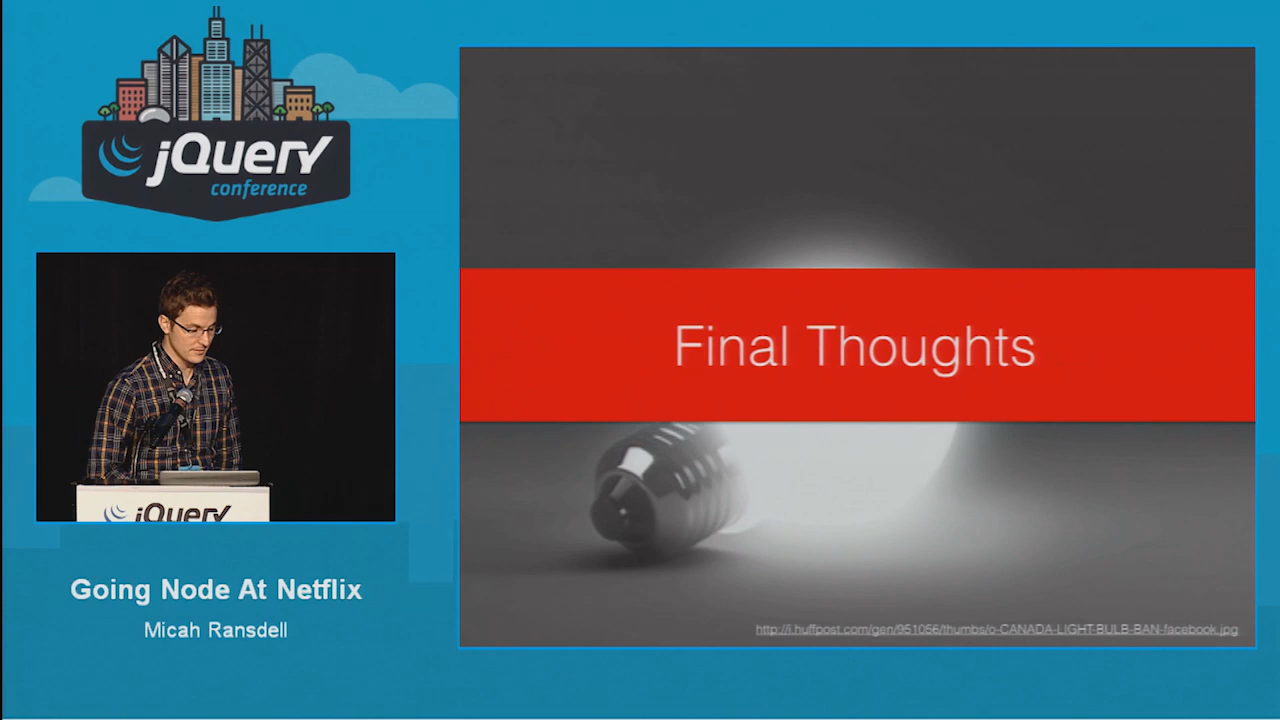 jQuery
conference
jQuery
Going Node At Netflix
Micah Ransdell
Final Thoughts
http://i.huffpost.com/gen/951056/thumbs/o-CANADA-LIGHT-BULB-BAN-facebook.jpg